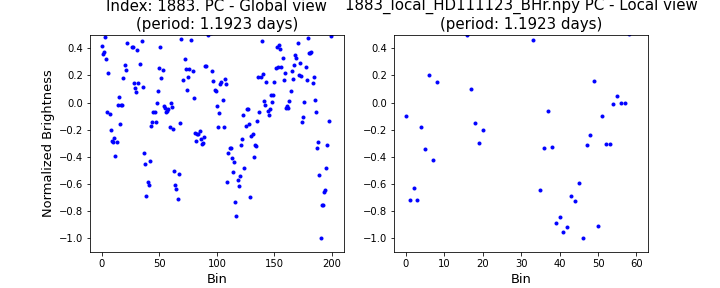 Index: 1883. PC - Global view
(period: 1.1923 days)
1883_local_HD111123_BHr.npy PC - Local view
(period: 1.1923 days)
Normalized Brightness
0.4
0.2
0.0
−0.2
−0.4
−0.6
−0.8
−1.0
0 50 100 150 200
Bin
0.4
0.2
0.0
−0.2
−0.4
−0.6
−0.8
−1.0
0 10 20 30 40 50 60
Bin